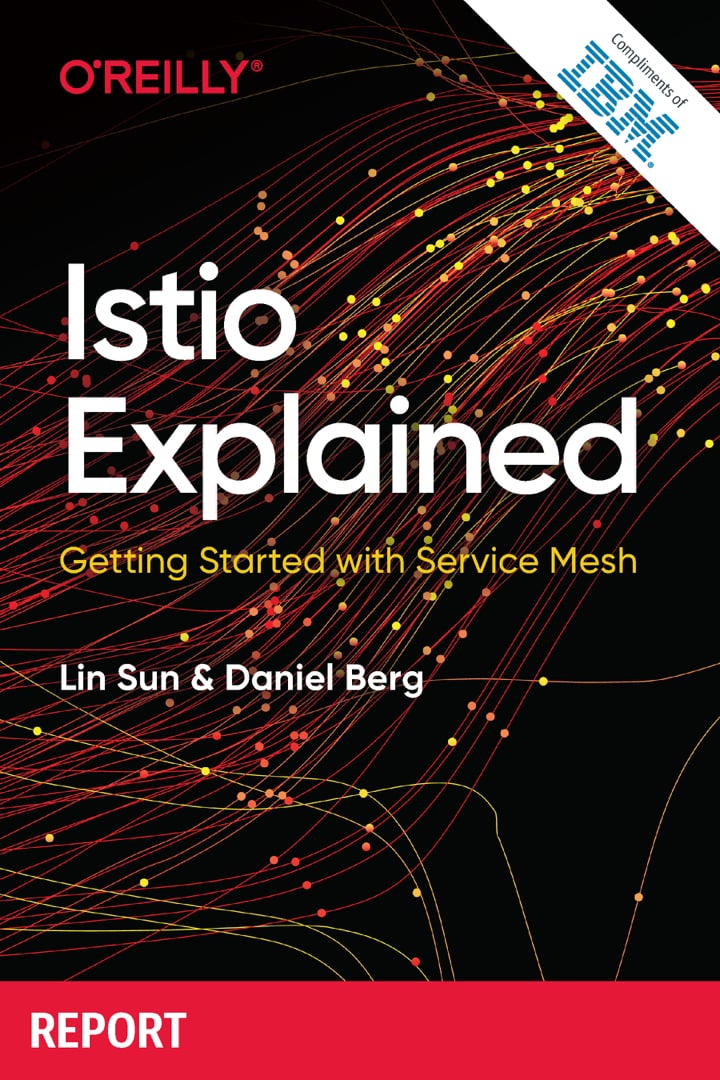 O'REILLY®
Compliments of
IBM®
Istio
Explained
Getting Started with Service Mesh
Lin Sun & Daniel Berg
REPORT